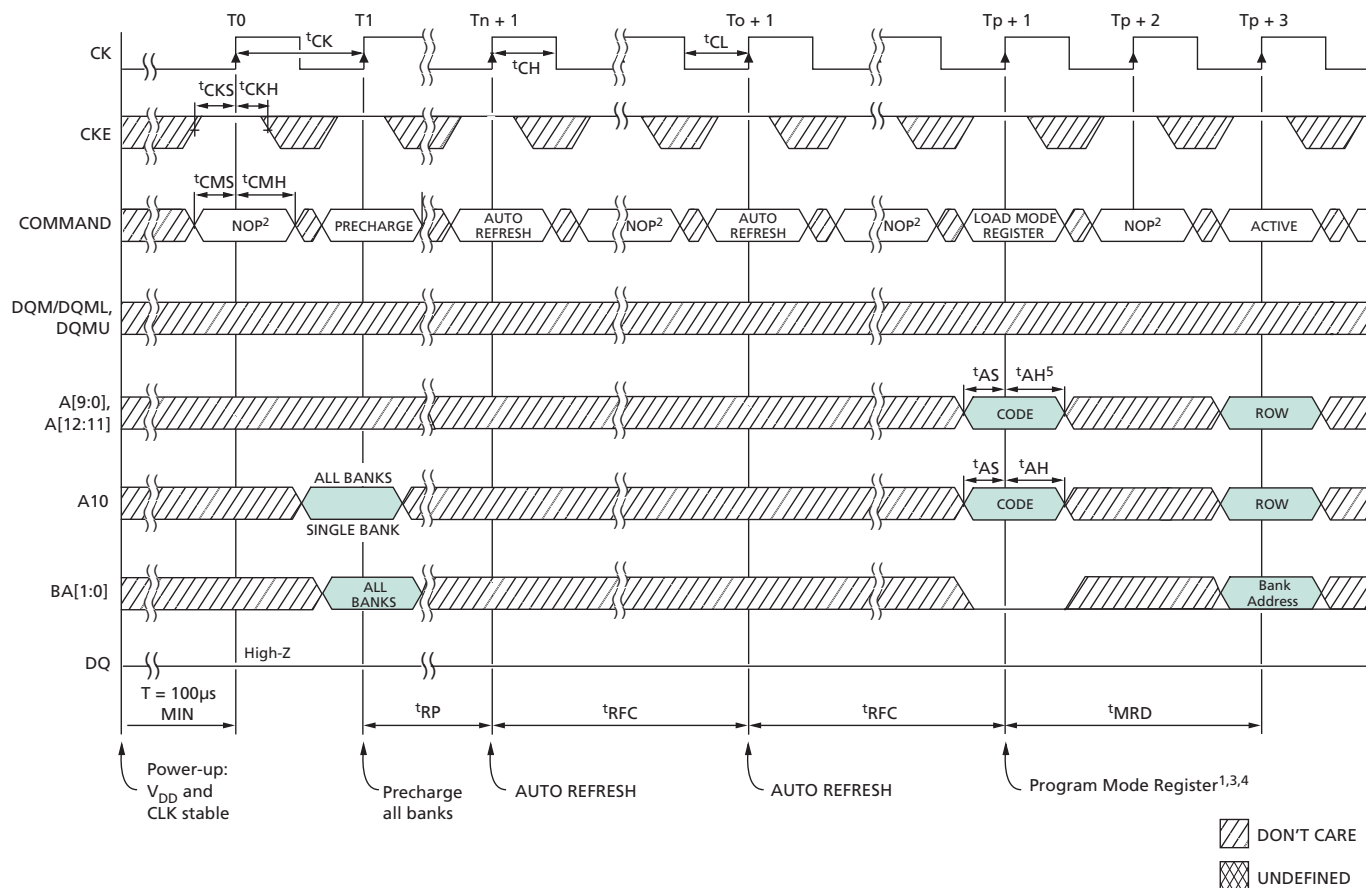 T0 T1 Tn + 1 To + 1 Tp + 1 Tp + 2 Tp + 3
CK
tCK
tCH
tCL
tCKS tCKH
CKE
tCMS tCMH
COMMAND
NOP2
PRECHARGE
AUTO
REFRESH
NOP2
AUTO
REFRESH
NOP2
LOAD MODE
REGISTER
NOP2
ACTIVE
DQM/DQML,
DQMU
A[9:0],
A[12:11]
tAS tAH5
CODE
ROW
A10
ALL BANKS
SINGLE BANK
tAS tAH
CODE
ROW
BA[1:0]
ALL
BANKS
Bank
Address
DQ
High-Z
T = 100µs
MIN
tRP
tRFC
tRFC
tMRD
Power-up:
VDD and
CLK stable
Precharge
all banks
AUTO REFRESH
AUTO REFRESH
Program Mode Register1,3,4
DON'T CARE
UNDEFINED